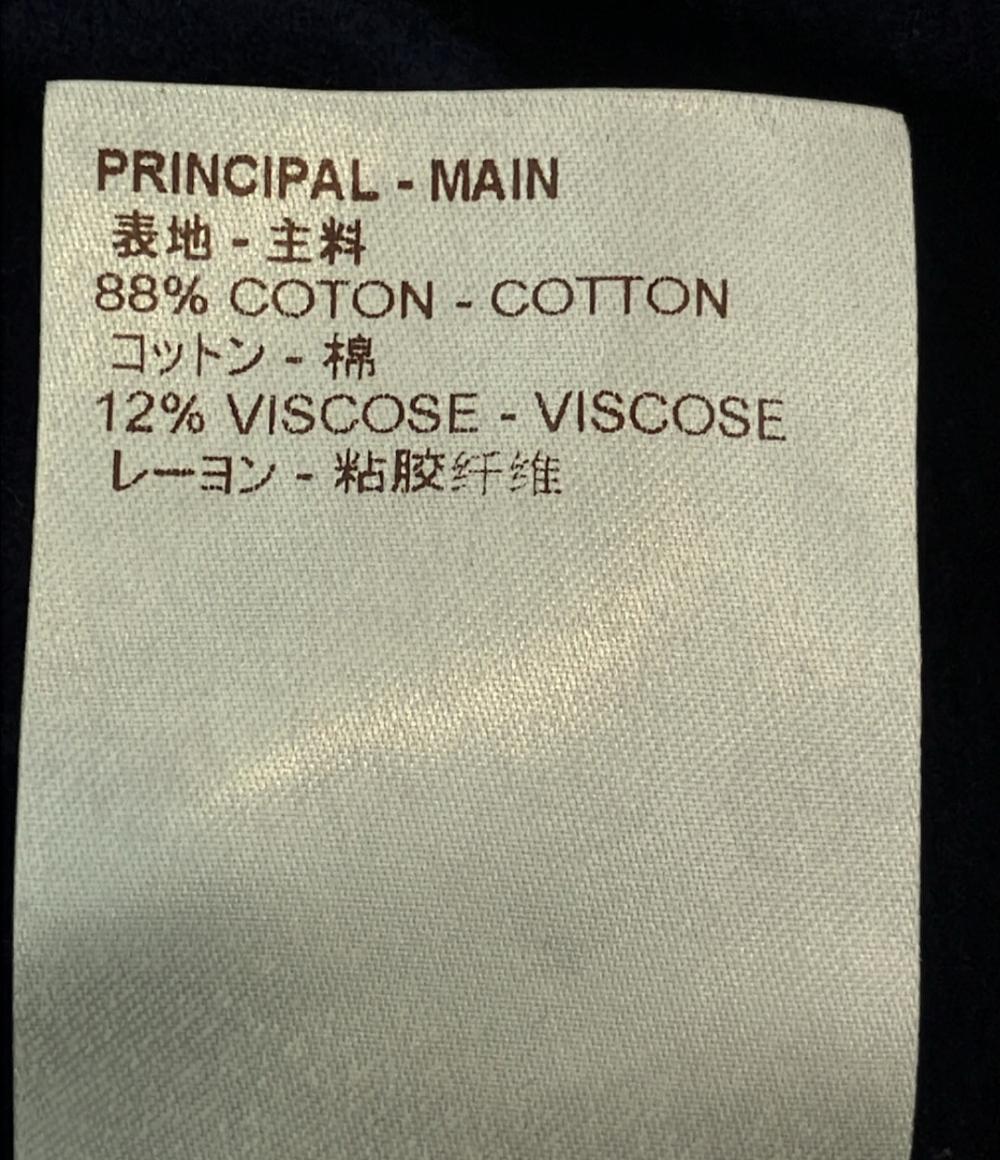 PRINCIPAL - MAIN
表地 - 主料
88% COTON - COTTON
コットン - 棉
12% VISCOSE - VISCOSE
レーヨン - 粘胶纤维